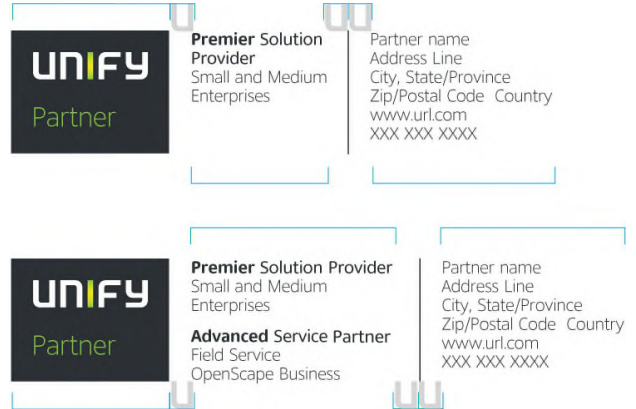 u
u u
UNIFY
Partner
Premier Solution
Provider
Small and Medium
Enterprises
Partner name
Address Line
City, State/Province
Zip/Postal Code Country
www.url.com
XXX XXX XXXX
UNIFY
Partner
Premier Solution Provider
Small and Medium
Enterprises
Advanced Service Partner
Field Service
OpenScape Business
Partner name
Address Line
City, State/Province
Zip/Postal Code Country
www.url.com
XXX XXX XXXX
u
u u